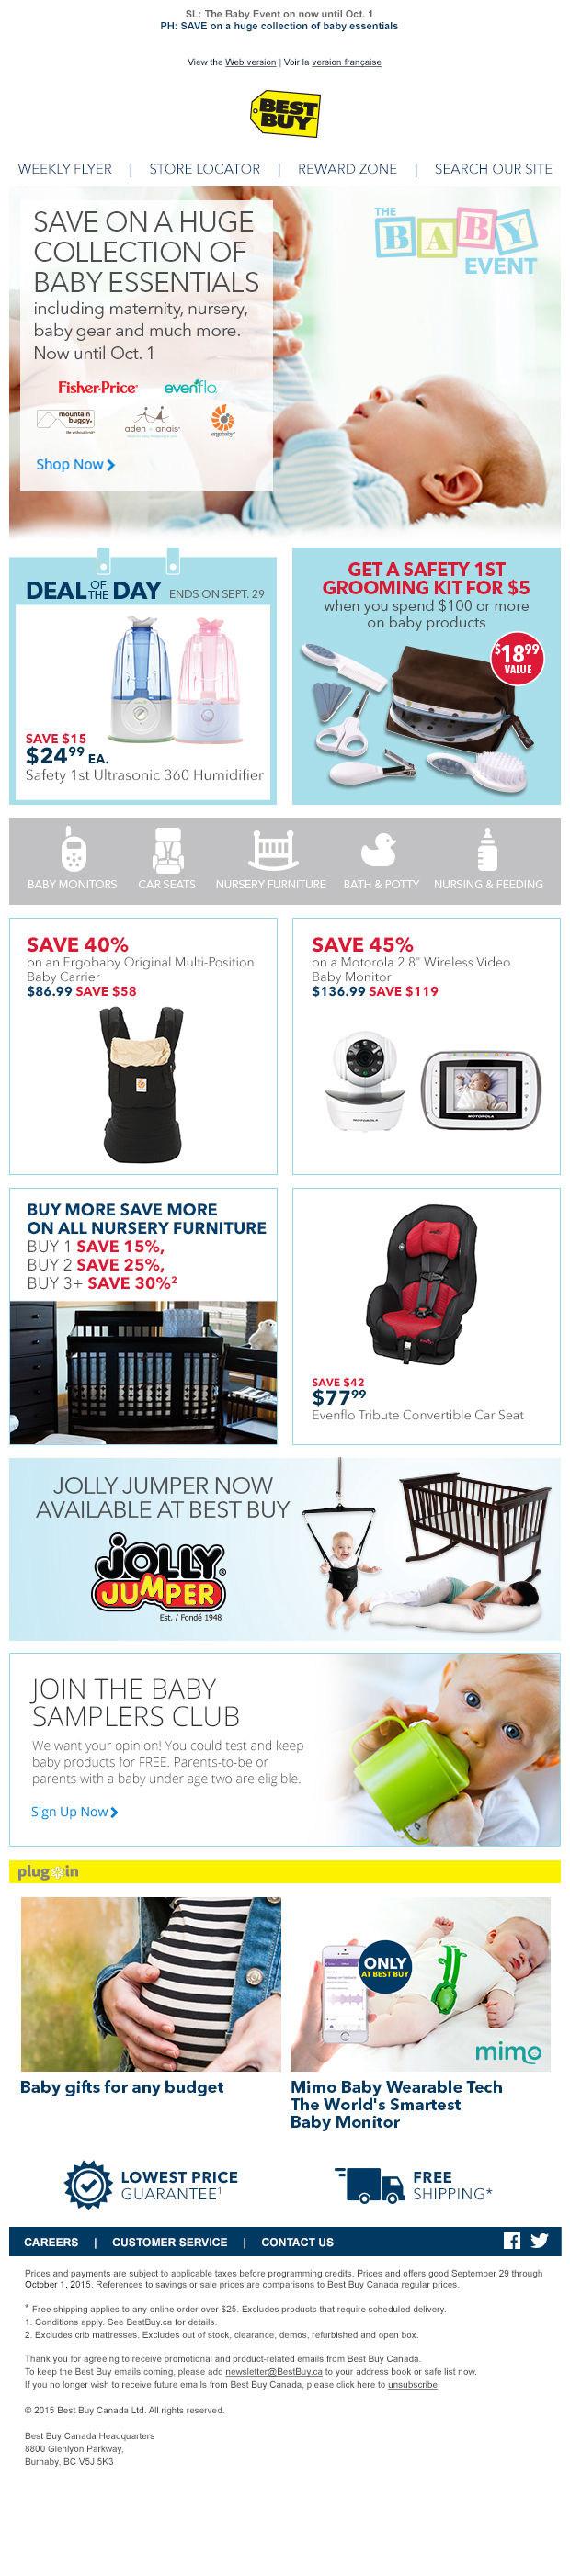 SL: The Baby Event on now until Oct. 1
PH: SAVE on a huge collection of baby essentials
View the Web version | Voir la version française
BEST BUY
WEEKLY FLYER | STORE LOCATOR | REWARD ZONE | SEARCH OUR SITE
SAVE ON A HUGE
COLLECTION OF
BABY ESSENTIALS
including maternity, nursery,
baby gear and much more.
Now until Oct. 1
Fisher-Price evenflo
mountain buggy. aden + anais ergobaby
Shop Now
THE
BABY
EVENT
DEAL OF THE DAY ENDS ON SEPT. 29
SAVE $15
$24.99 EA.
Safety 1st Ultrasonic 360 Humidifier
GET A SAFETY 1ST
GROOMING KIT FOR $5
when you spend $100 or more
on baby products
$18.99
VALUE
BABY MONITORS CAR SEATS NURSERY FURNITURE BATH & POTTY NURSING & FEEDING
SAVE 40%
on an Ergobaby Original Multi-Position
Baby Carrier
$86.99 SAVE $58
SAVE 45%
on a Motorola 2.8" Wireless Video
Baby Monitor
$136.99 SAVE $119
MOTOROLA MOTOROLA
BUY MORE SAVE MORE
ON ALL NURSERY FURNITURE
BUY 1 SAVE 15%,
BUY 2 SAVE 25%,
BUY 3+ SAVE 30%²
SAVE $42
$77.99
Evenflo Tribute Convertible Car Seat
JOLLY JUMPER NOW
AVAILABLE AT BEST BUY
JOLLY
JUMPER
Est. / Fondé 1948
JOIN THE BABY
SAMPLERS CLUB
We want your opinion! You could test and keep
baby products for FREE. Parents-to-be or
parents with a baby under age two are eligible.
Sign Up Now
plug in
ONLY
AT BEST BUY
mimo
Baby gifts for any budget
Mimo Baby Wearable Tech
The World's Smartest
Baby Monitor
LOWEST PRICE
GUARANTEE¹
FREE
SHIPPING*
CAREERS | CUSTOMER SERVICE | CONTACT US
Prices and payments are subject to applicable taxes before programming credits. Prices and offers good September 29 through
October 1, 2015. References to savings or sale prices are comparisons to Best Buy Canada regular prices.
* Free shipping applies to any online order over $25. Excludes products that require scheduled delivery.
1. Conditions apply. See BestBuy.ca for details.
2. Excludes crib mattresses. Excludes out of stock, clearance, demos, refurbished and open box.
Thank you for agreeing to receive promotional and product-related emails from Best Buy Canada.
To keep the Best Buy emails coming, please add newsletter@BestBuy.ca to your address book or safe list now.
If you no longer wish to receive future emails from Best Buy Canada, please click here to unsubscribe.
© 2015 Best Buy Canada Ltd. All rights reserved.
Best Buy Canada Headquarters
8800 Glenlyon Parkway,
Burnaby, BC V5J 5K3